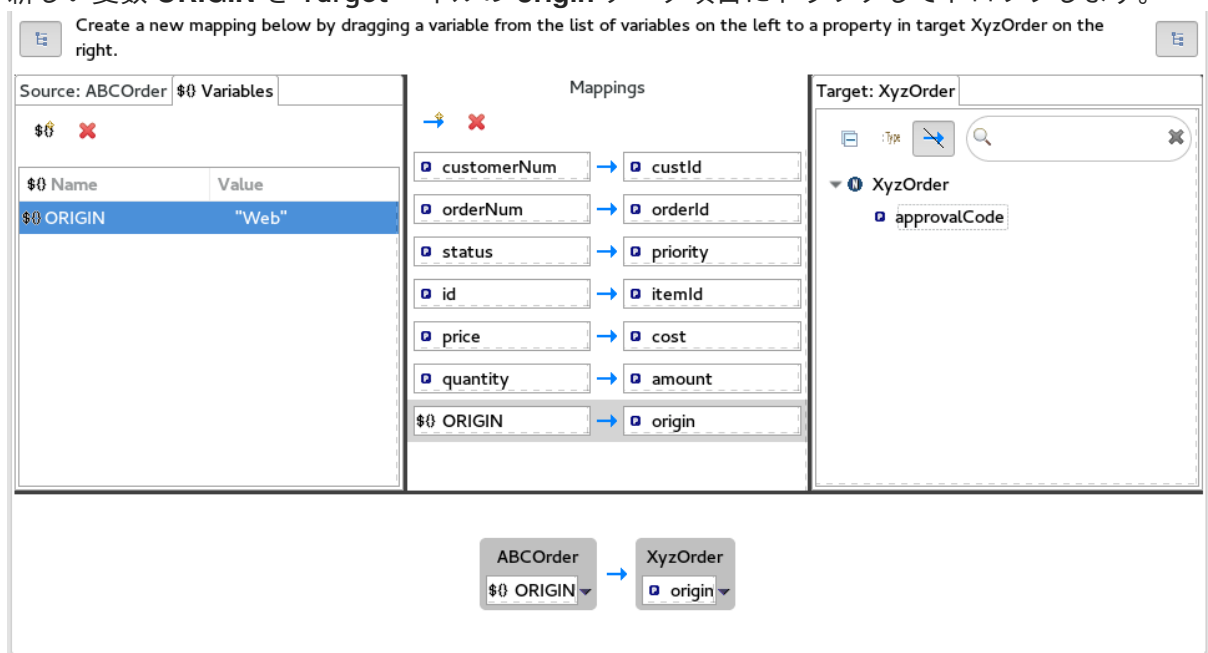 Create a new mapping below by dragging a variable from the list of variables on the left to a property in target XyzOrder on the
right.
Source: ABCOrder
$() Variables
Mappings
Target: XyzOrder
:Type
$() Name
Value
$() ORIGIN
"Web"
customerNum
custId
orderNum
orderId
status
priority
id
itemId
price
cost
quantity
amount
$() ORIGIN
origin
XyzOrder
approvalCode
ABCOrder
XyzOrder
$() ORIGIN
origin